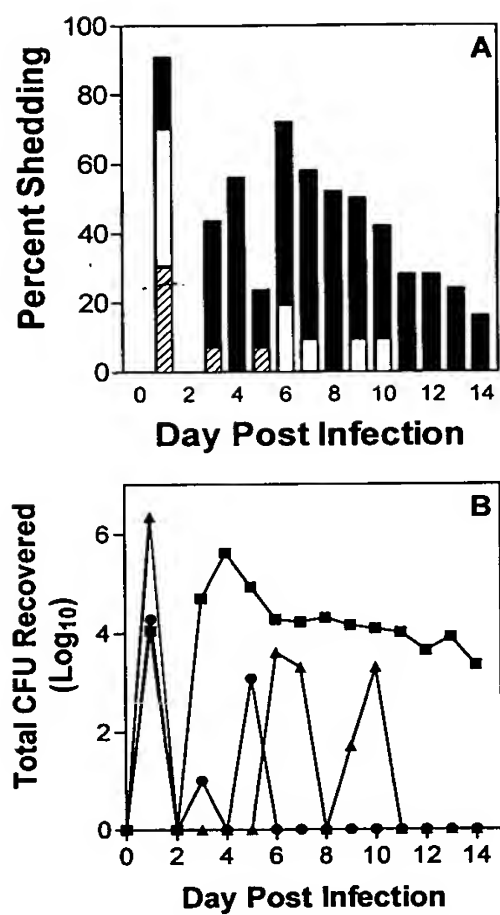 A
100
80
60
40
20
0
Percent Shedding
0 2 4 6 8 10 12 14
Day Post Infection
B
6
4
2
0
Total CFU Recovered
(Log10)
0 2 4 6 8 10 12 14
Day Post Infection